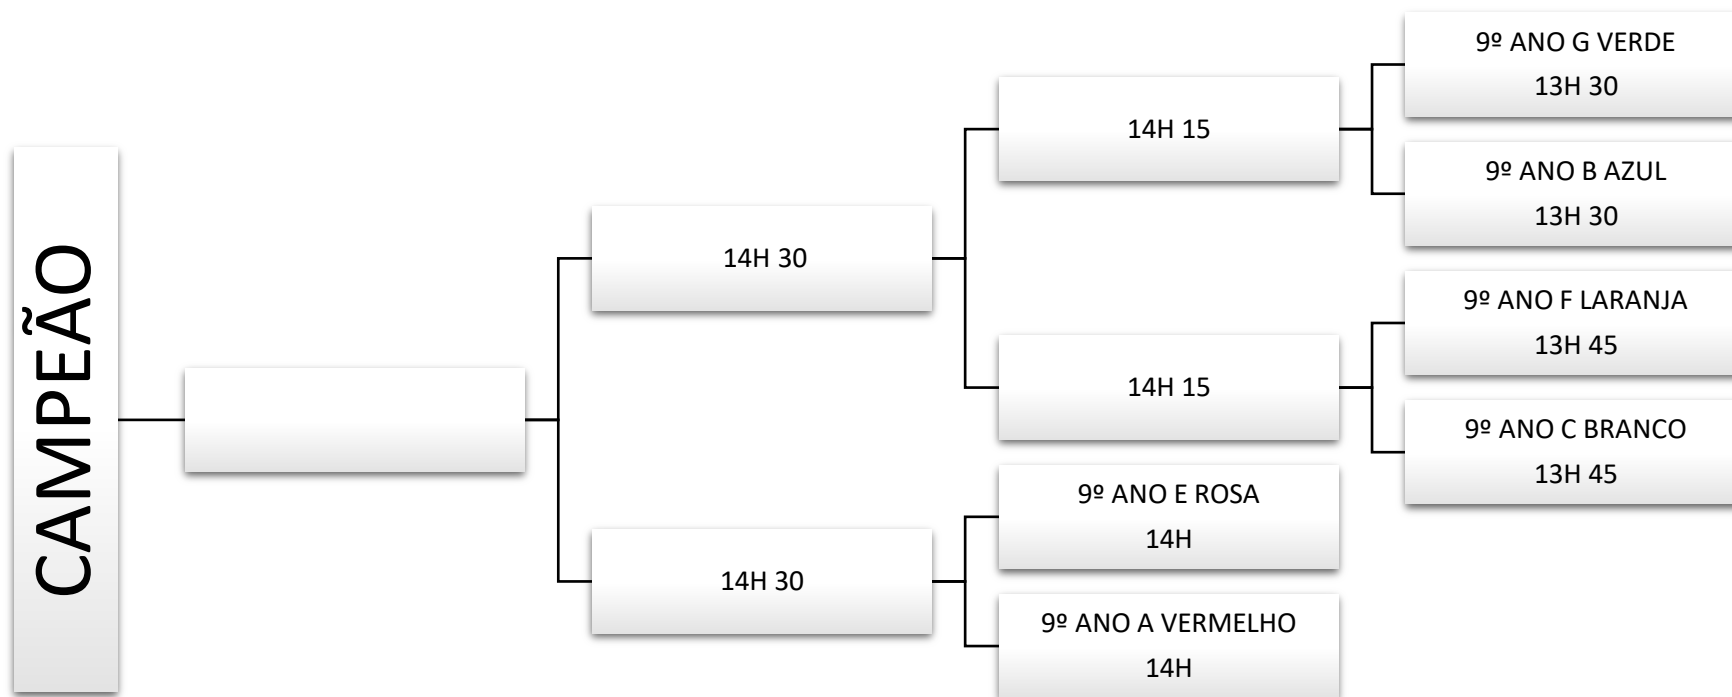 CAMPEÃO
14H 30
14H 15
9º ANO G VERDE
13H 30
9º ANO B AZUL
13H 30
14H 15
9º ANO F LARANJA
13H 45
9º ANO C BRANCO
13H 45
14H 30
9º ANO E ROSA
14H
9º ANO A VERMELHO
14H